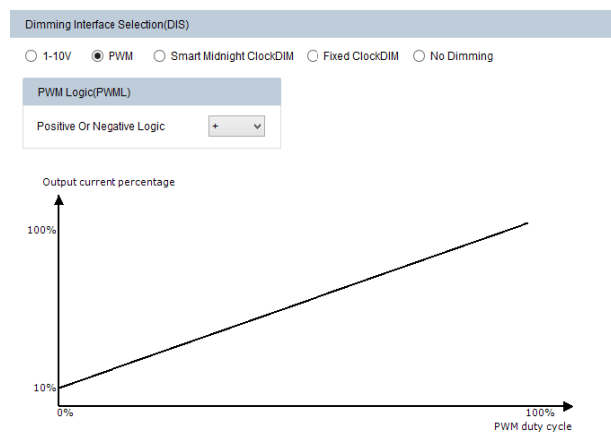 Dimming Interface Selection(DIS)
1-10V PWM Smart Midnight ClockDIM Fixed ClockDIM No Dimming
PWM Logic(PWML)
Positive Or Negative Logic +
Output current percentage
100%
10%
0% 100%
PWM duty cycle